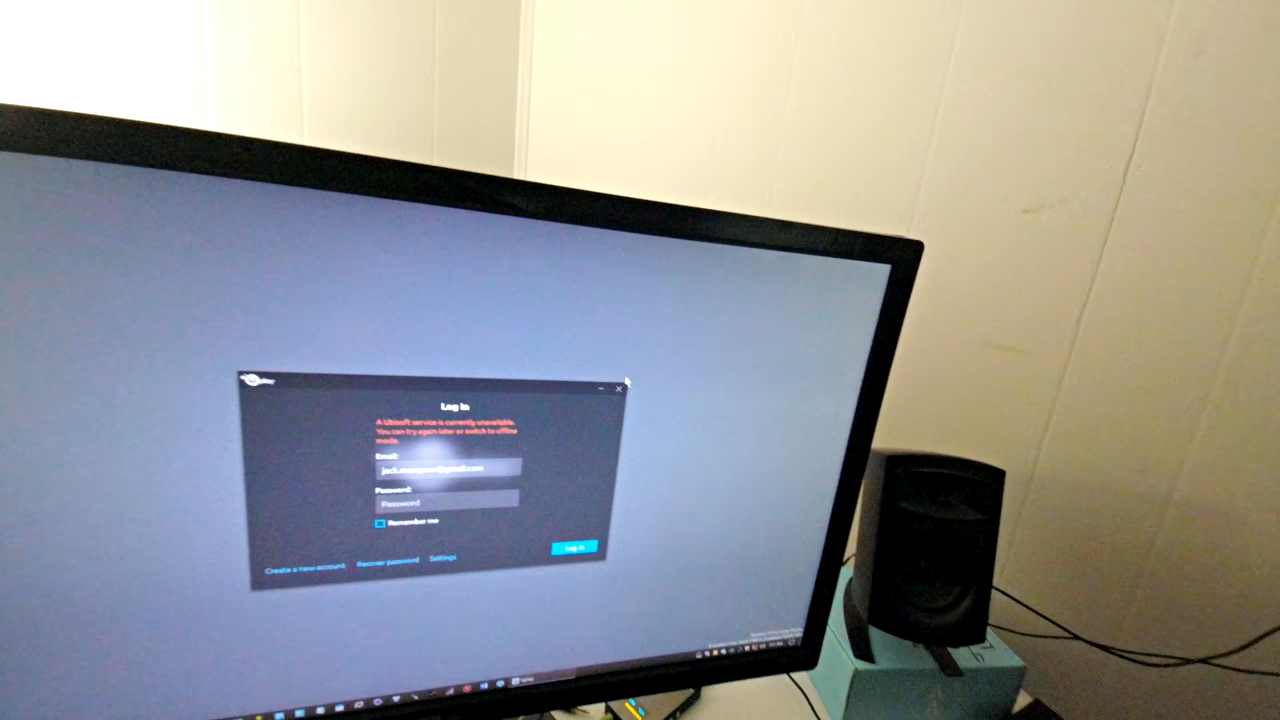 Log in
A Ubisoft service is currently unavailable.
You can try again later or switch to offline
mode.
Email:
Password:
Password
Remember me
Log in
Create a new account
Recover password
Settings